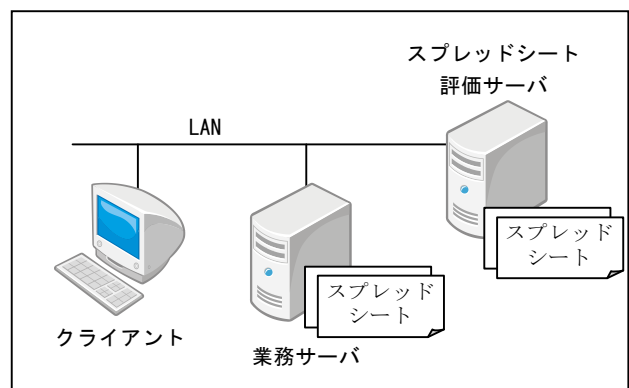 スプレッドシート
評価サーバ
LAN
スプレッド
シート
スプレッド
シート
クライアント
業務サーバ